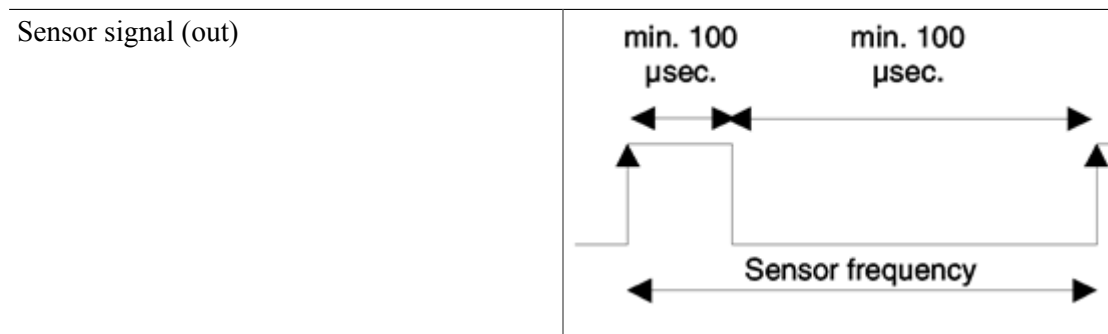 Sensor signal (out)
min. 100 min. 100
µsec. µsec.
Sensor frequency